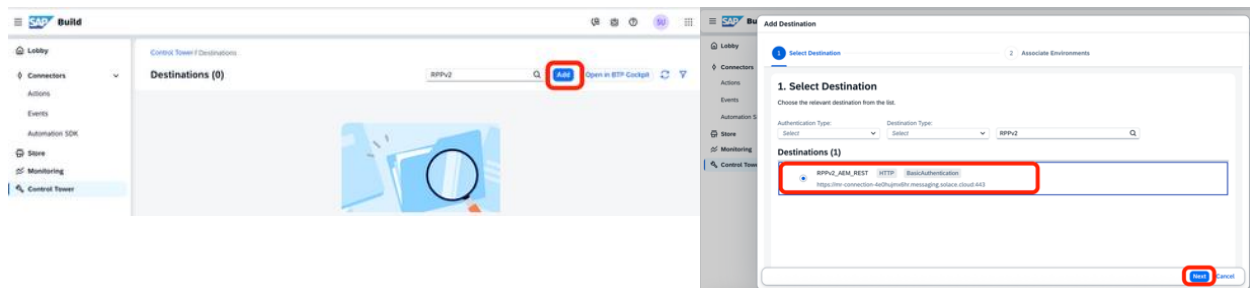 SAP Build
SU
Lobby
Connectors
Actions
Events
Automation SDK
Store
Monitoring
Control Tower
Control Tower / Destinations
Destinations (0)
RPPv2
Add
Open in BTP Cockpit
SAP Bu
Lobby
Connectors
Actions
Events
Automation S
Store
Monitoring
Control Tow
Add Destination
1 Select Destination
2 Associate Environments
1. Select Destination
Choose the relevant destination from the list.
Authentication Type: Destination Type:
Select Select RPPv2
Destinations (1)
RPPv2_AEM_REST HTTP BasicAuthentication
Next Cancel